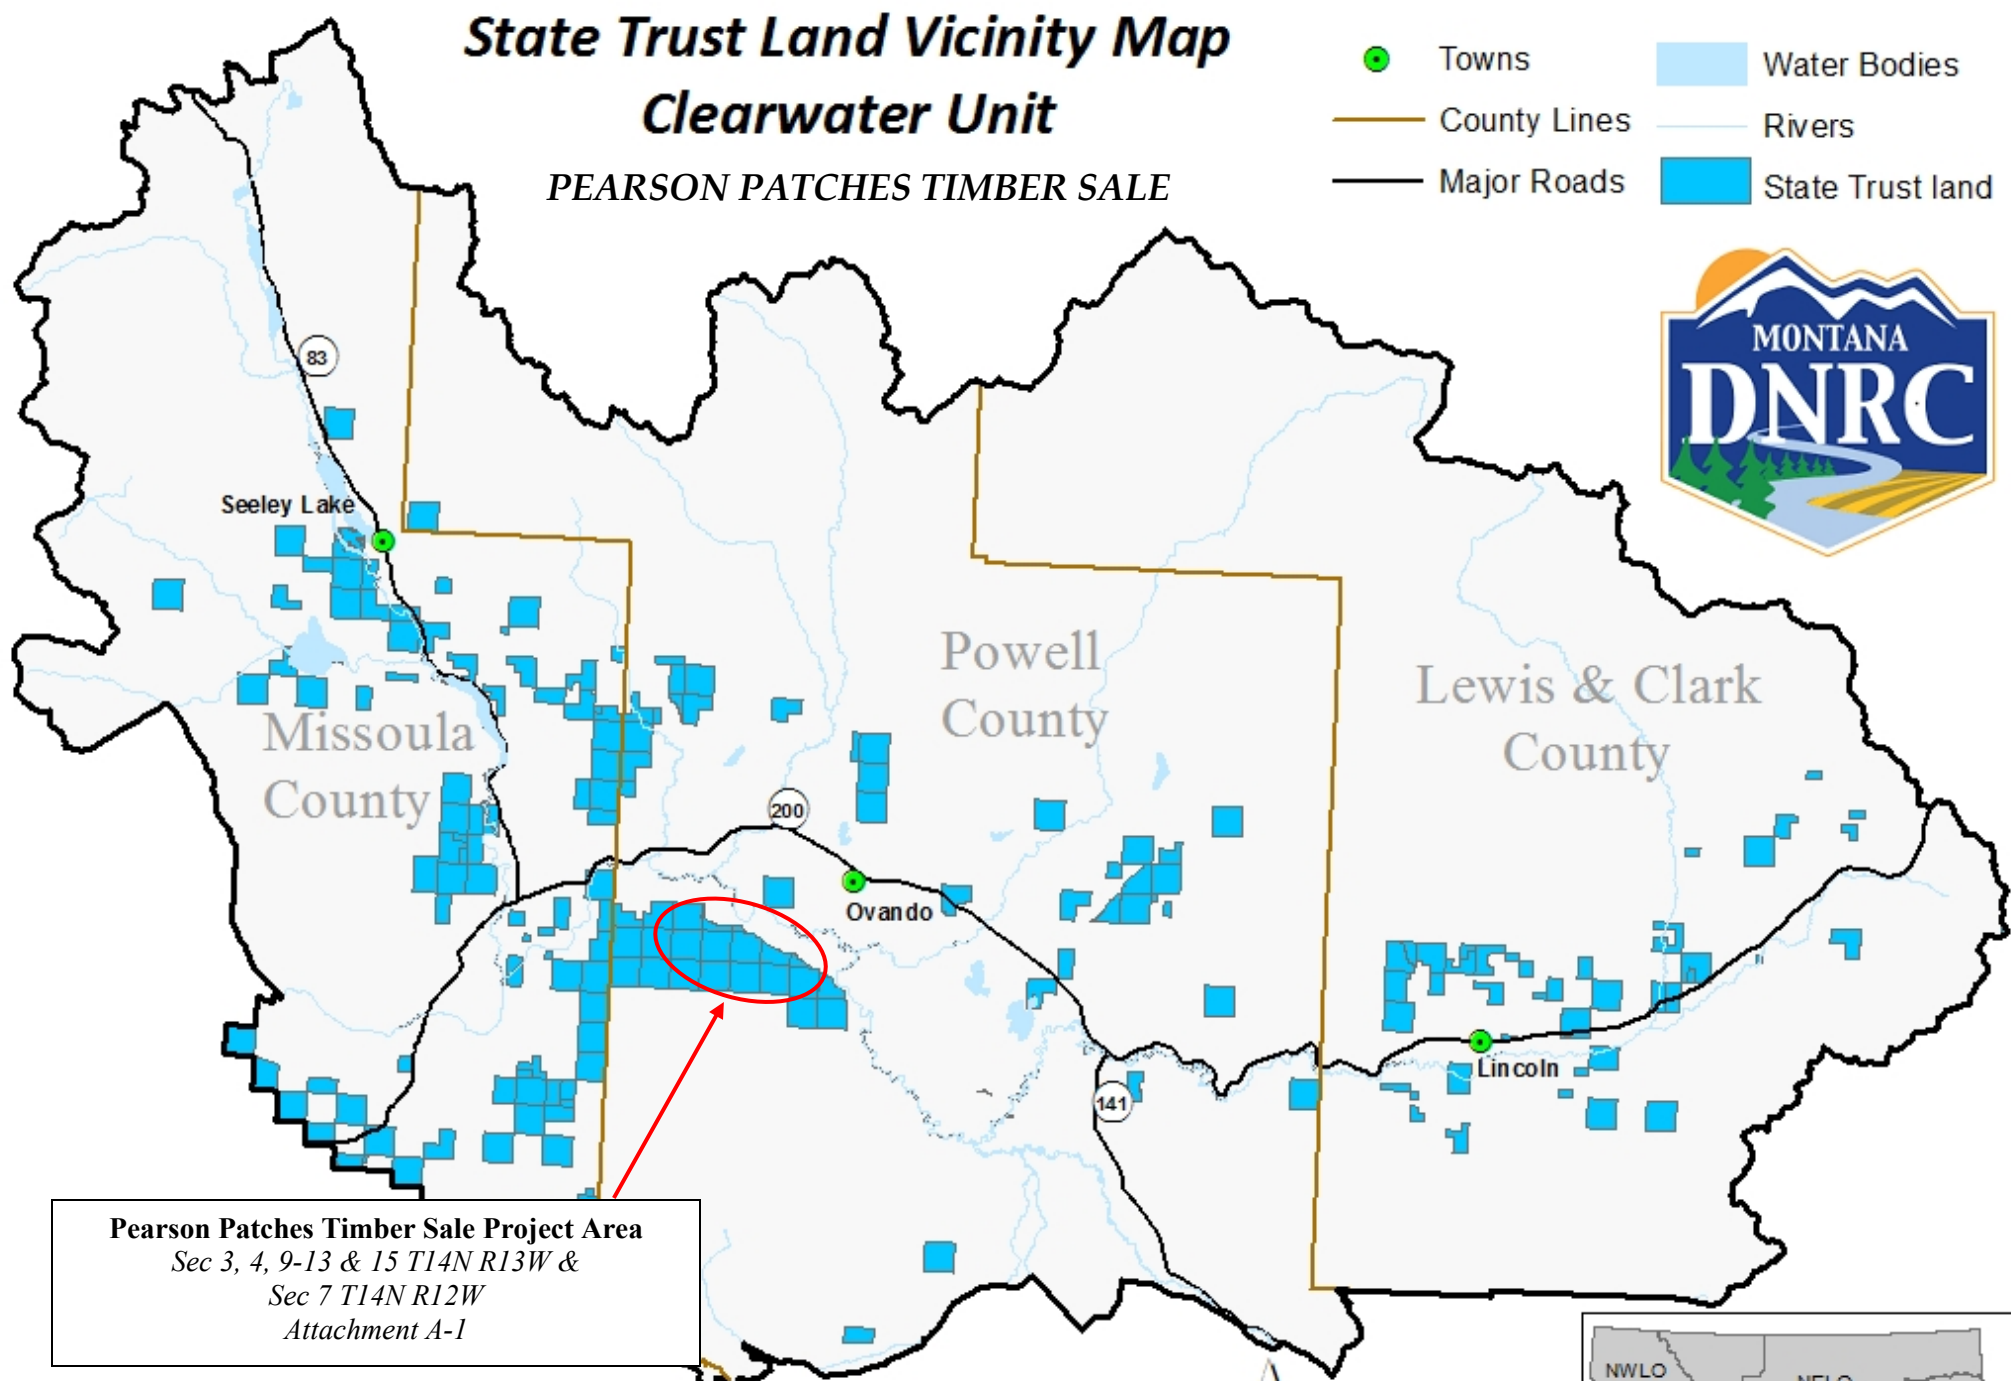 State Trust Land Vicinity Map
Clearwater Unit
PEARSON PATCHES TIMBER SALE
Towns
County Lines
Major Roads
Water Bodies
Rivers
State Trust land
MONTANA
DNRC
83
Seeley Lake
Missoula
County
Powell
County
Lewis & Clark
County
200
Ovando
141
Lincoln
Pearson Patches Timber Sale Project Area
Sec 3, 4, 9-13 & 15 T14N R13W &
Sec 7 T14N R12W
Attachment A-1
NWLO